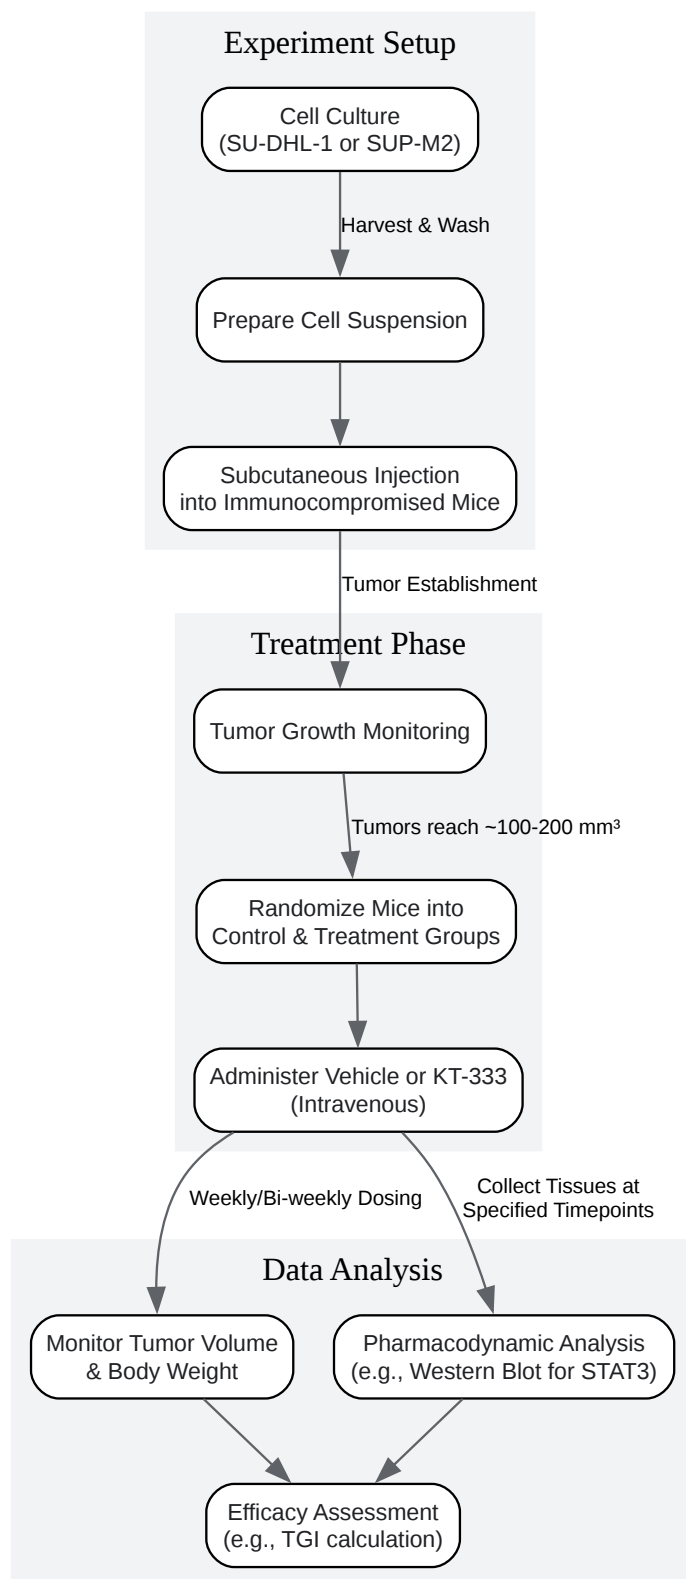 Experiment Setup
Cell Culture
(SU-DHL-1 or SUP-M2)
Harvest & Wash
Prepare Cell Suspension
Subcutaneous Injection
into Immunocompromised Mice
Tumor Establishment
Treatment Phase
Tumor Growth Monitoring
Tumors reach ~100-200 mm³
Randomize Mice into
Control & Treatment Groups
Administer Vehicle or KT-333
(Intravenous)
Weekly/Bi-weekly Dosing
Collect Tissues at
Specified Timepoints
Data Analysis
Monitor Tumor Volume
& Body Weight
Pharmacodynamic Analysis
(e.g., Western Blot for STAT3)
Efficacy Assessment
(e.g., TGI calculation)